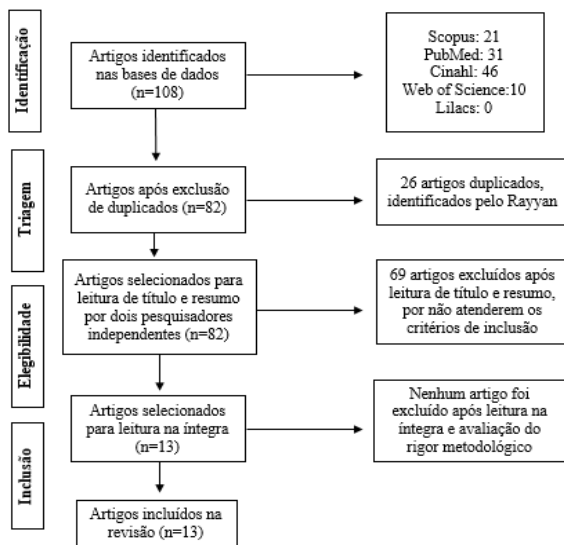 Identificação
Artigos identificados
nas bases de dados
(n=108)
Scopus: 21
PubMed: 31
Cinahl: 46
Web of Science:10
Lilacs: 0
Triagem
Artigos após exclusão
de duplicados (n=82)
26 artigos duplicados,
identificados pelo Rayyan
Elegibilidade
Artigos selecionados para
leitura de título e resumo
por dois pesquisadores
independentes (n=82)
69 artigos excluídos após
leitura de título e resumo,
por não atenderem os
critérios de inclusão
Inclusão
Artigos selecionados
para leitura na íntegra
(n=13)
Nenhum artigo foi
excluído após leitura na
íntegra e avaliação do
rigor metodológico
Artigos incluídos na
revisão (n=13)